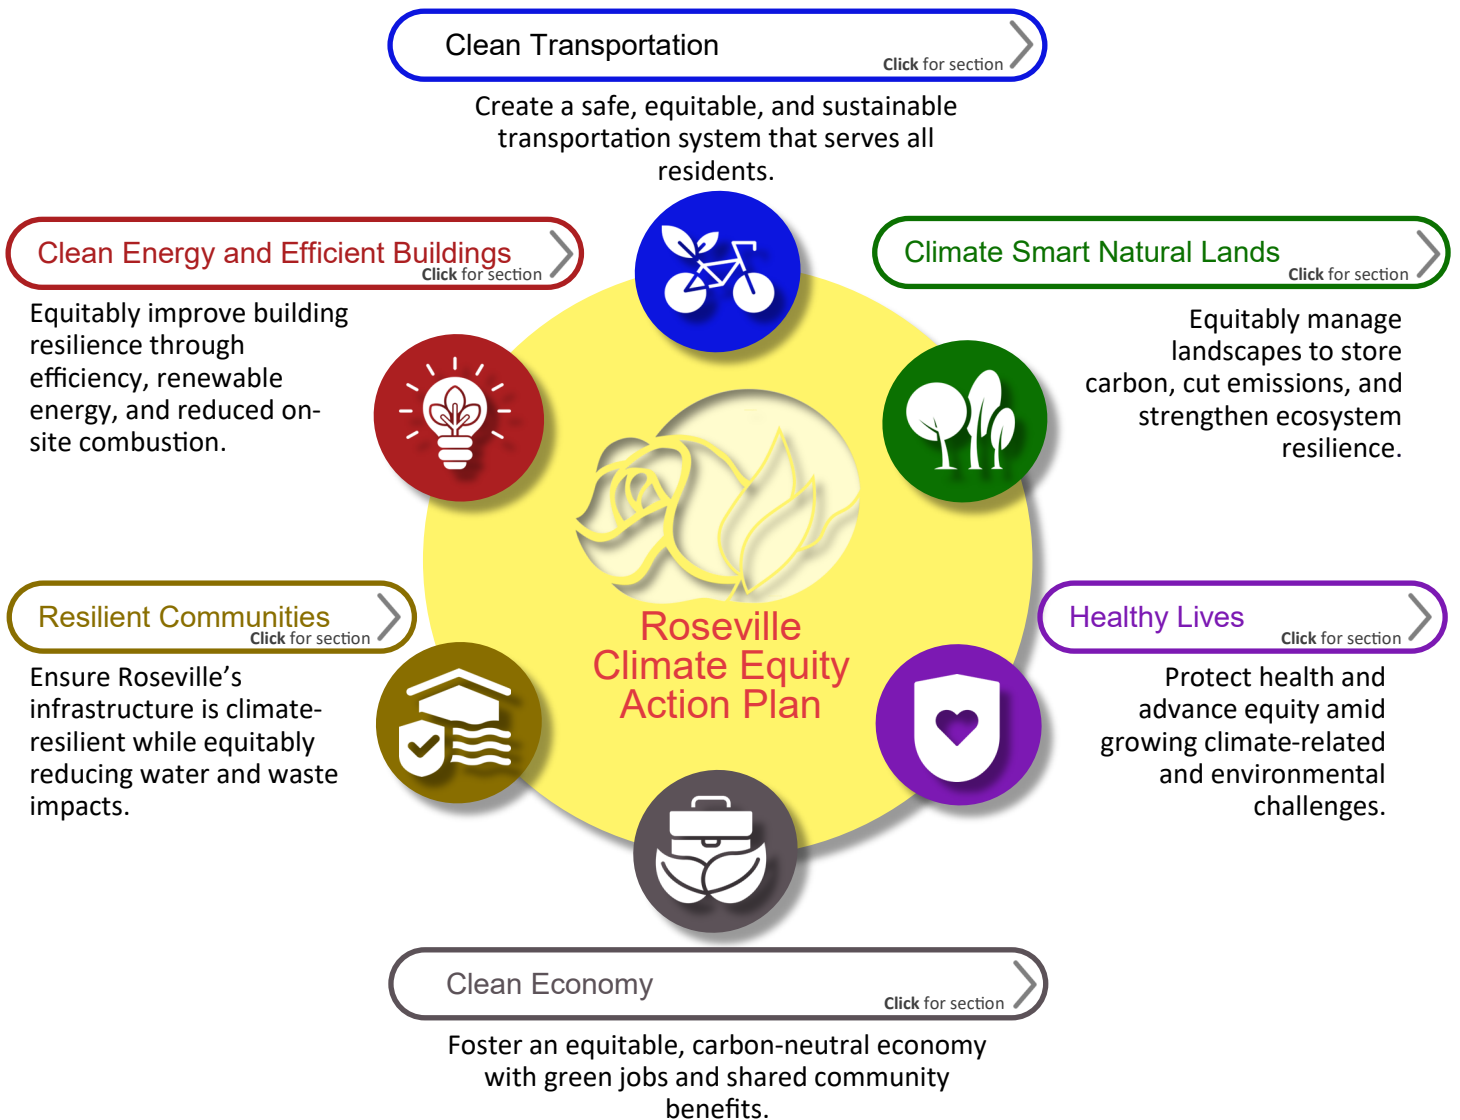 Clean Transportation
Click for section
Create a safe, equitable, and sustainable
transportation system that serves all
residents.
Clean Energy and Efficient Buildings
Click for section
Equitably improve building
resilience through
efficiency, renewable
energy, and reduced on-
site combustion.
Climate Smart Natural Lands
Click for section
Equitably manage
landscapes to store
carbon, cut emissions, and
strengthen ecosystem
resilience.
Roseville
Climate Equity
Action Plan
Resilient Communities
Click for section
Ensure Roseville’s
infrastructure is climate-
resilient while equitably
reducing water and waste
impacts.
Healthy Lives
Click for section
Protect health and
advance equity amid
growing climate-related
and environmental
challenges.
Clean Economy
Click for section
Foster an equitable, carbon-neutral economy
with green jobs and shared community
benefits.